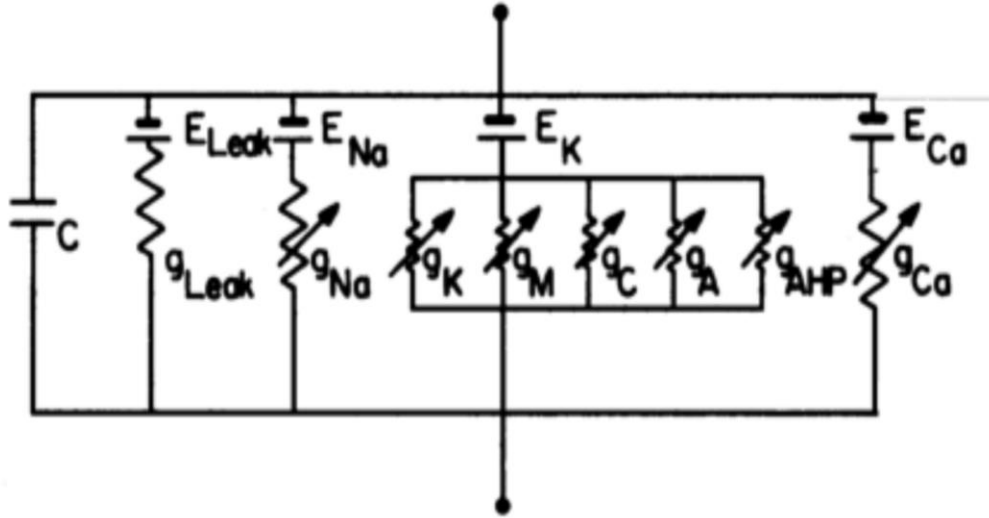 E Leak
E Na
E K
E Ca
C
g Leak
g Na
g K
g M
g C
g A
g AHP
g Ca